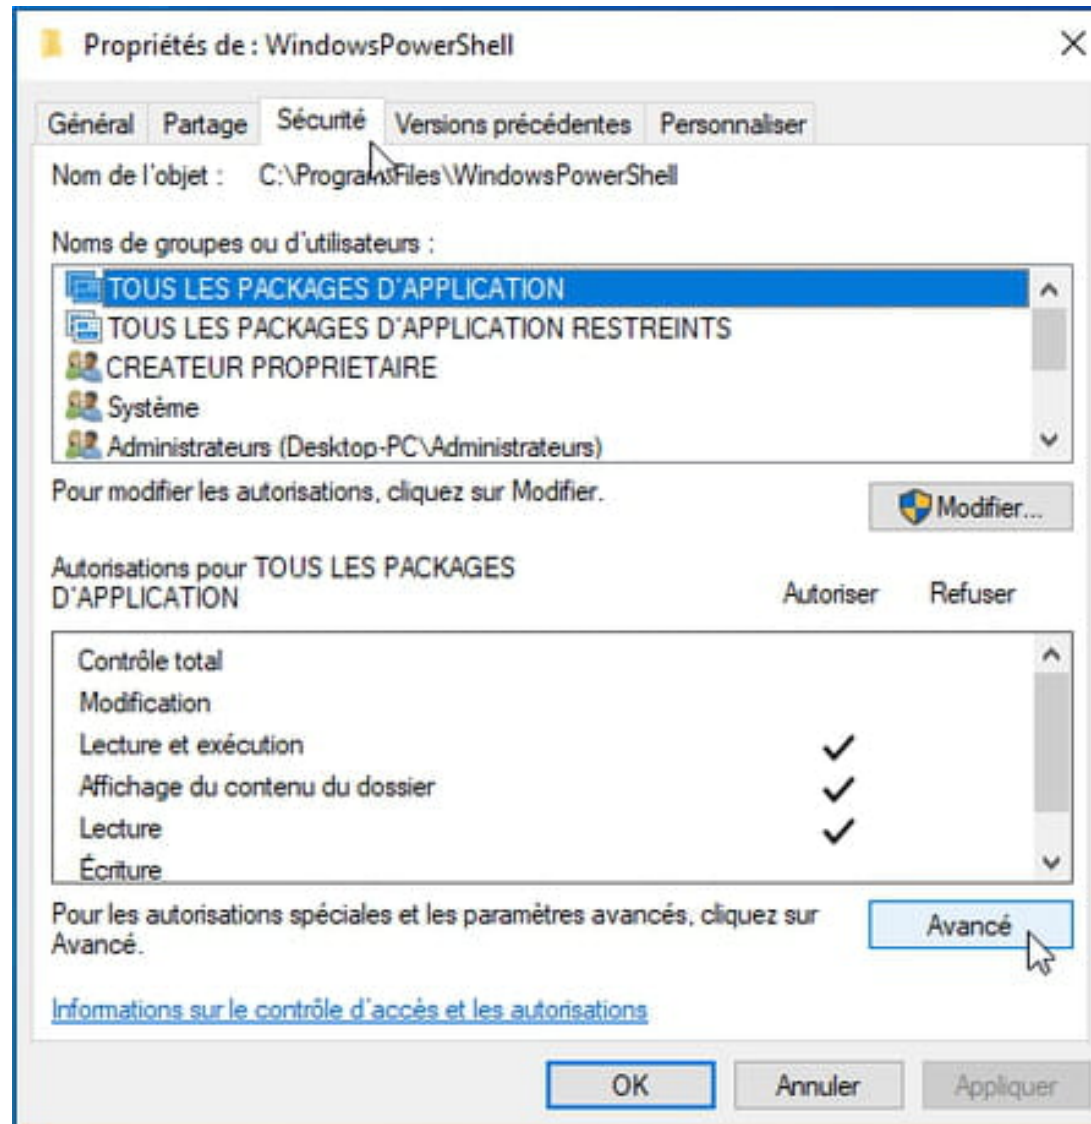 Propriétés de : WindowsPowerShell
Général Partage Sécurité Versions précédentes Personnaliser
Nom de l'objet : C:\Program Files\WindowsPowerShell
Noms de groupes ou d'utilisateurs :
TOUS LES PACKAGES D'APPLICATION
TOUS LES PACKAGES D'APPLICATION RESTREINTS
CREATEUR PROPRIETAIRE
Système
Administrateurs (Desktop-PC\Administrateurs)
Pour modifier les autorisations, cliquez sur Modifier.
Modifier...
Autorisations pour TOUS LES PACKAGES
D'APPLICATION
Autoriser Refuser
Contrôle total
Modification
Lecture et exécution
Affichage du contenu du dossier
Lecture
Écriture
Pour les autorisations spéciales et les paramètres avancés, cliquez sur
Avancé.
Avancé
Informations sur le contrôle d'accès et les autorisations
OK Annuler Appliquer